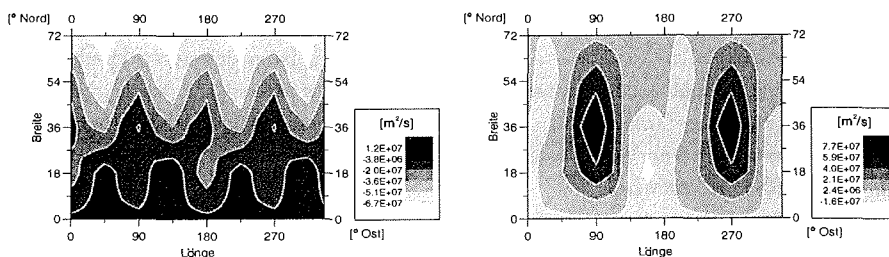 [° Nord]
0 90 180 270
72 72
54 54
36 36
18 18
0 0
Breite
0 90 180 270
Länge
[° Ost]
[m²/s]
1.2E+07
-3.8E+06
-2.0E+07
-3.6E+07
-5.1E+07
-6.7E+07
[° Nord]
0 90 180 270
72 72
54 54
36 36
18 18
0 0
Breite
0 90 180 270
Länge
[° Ost]
[m²/s]
7.7E+07
5.9E+07
4.0E+07
2.1E+07
2.4E+06
-1.6E+07